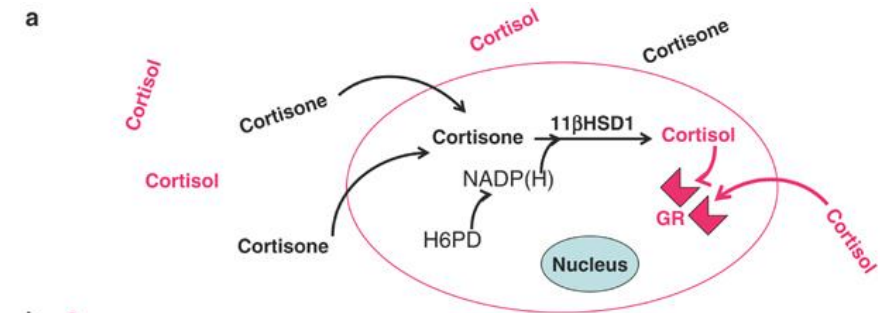 a
Cortisol
Cortisone
Cortisol
Cortisone
Cortisone
11βHSD1
Cortisol
Cortisol
NADP(H)
GR
H6PD
Cortisol
Cortisone
Nucleus